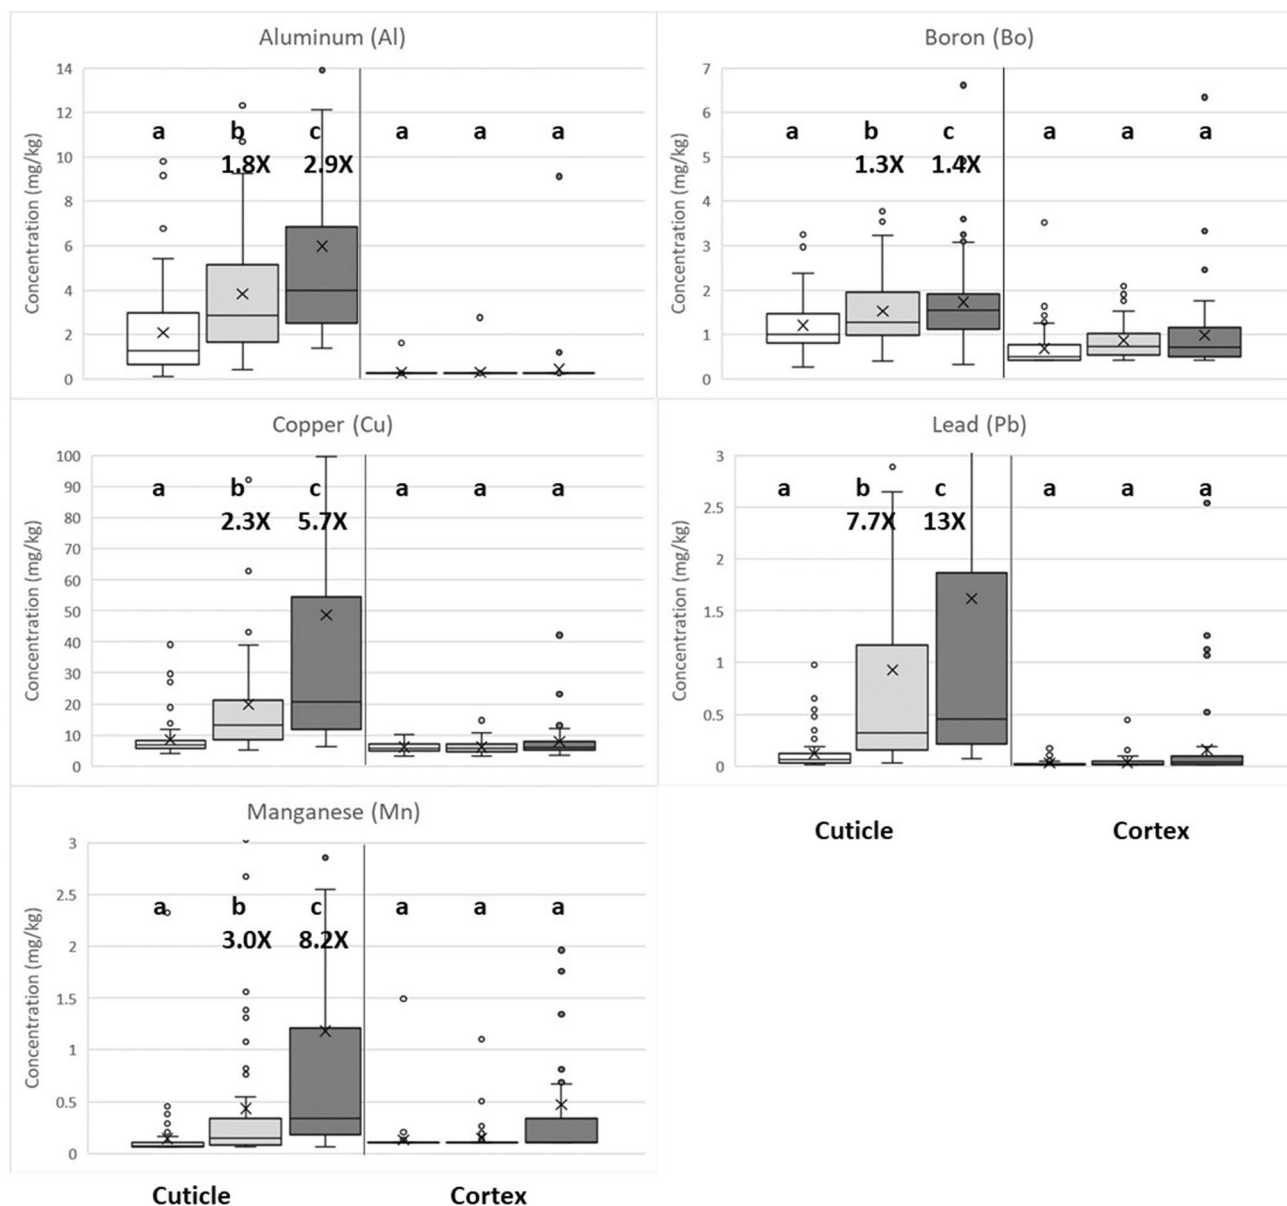 Aluminum (Al)
Concentration (mg/kg)
14
12
10
8
6
4
2
0
a b c a a a
1.8X 2.9X
Boron (Bo)
Concentration (mg/kg)
7
6
5
4
3
2
1
0
a b c a a a
1.3X 1.4X
Copper (Cu)
Concentration (mg/kg)
100
90
80
70
60
50
40
30
20
10
0
a b c a a a
2.3X 5.7X
Lead (Pb)
Concentration (mg/kg)
3
2.5
2
1.5
1
0.5
0
a b c a a a
7.7X 13X
Cuticle Cortex
Manganese (Mn)
Concentration (mg/kg)
3
2.5
2
1.5
1
0.5
0
a b c a a a
3.0X 8.2X
Cuticle Cortex